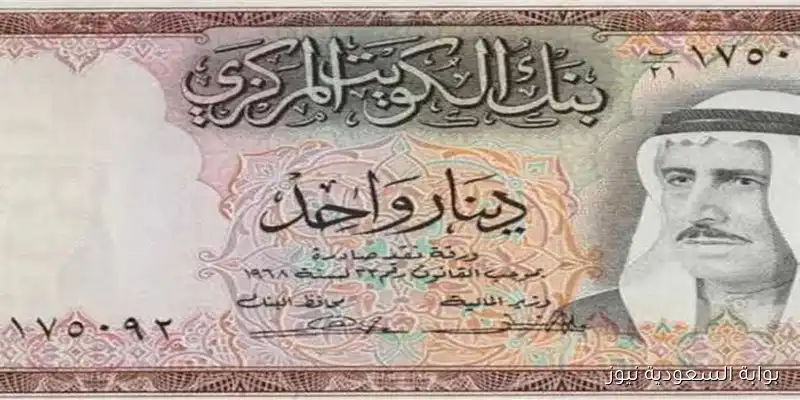 بنك الكويت المركزي
ب/٢١ ١٧٥٠
دينار واحد
ورقة نقد صادرة
بموجب القانون رقم ٣٢ لسنة ١٩٦٨
وزير المالية محافظ البنك
١٧٥٠٩٢
بوابة السعودية نيوز